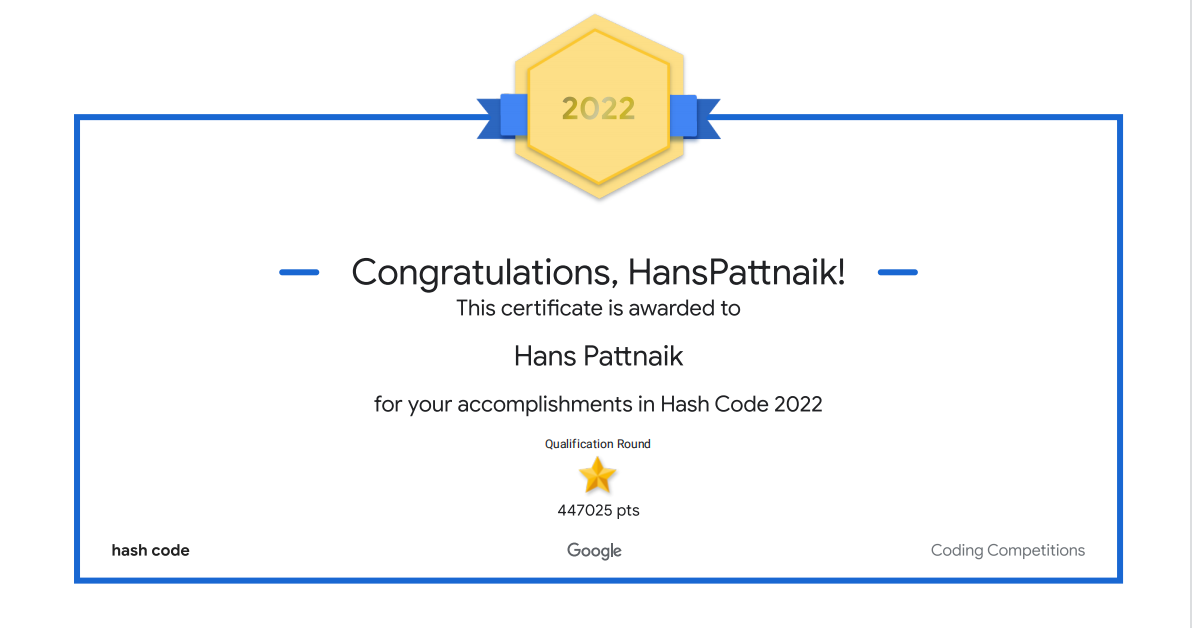 2022
Congratulations, HansPattnaik!
This certificate is awarded to
Hans Pattnaik
for your accomplishments in Hash Code 2022
Qualification Round
447025 pts
hash code
Google
Coding Competitions